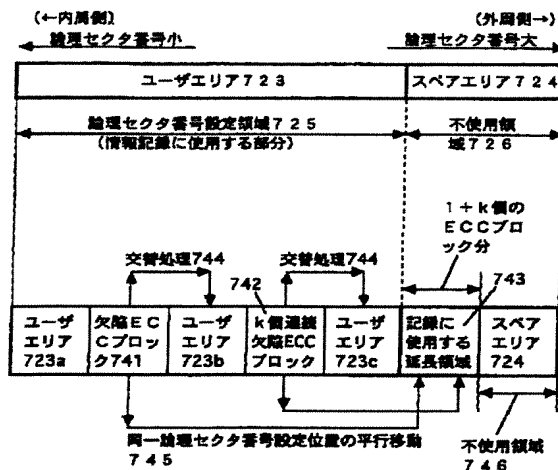 (←内周側)
論理セクタ番号小
(外周側→)
論理セクタ番号大
ユーザエリア723
スペアエリア724
論理セクタ番号設定領域725
(情報記録に使用する部分)
不使用領
域726
1+k個の
ECCブロ
ック分
交替処理744
742
交替処理744
743
ユーザ
エリア
723a
欠陥EC
Cブロッ
ク741
ユーザ
エリア
723b
k個連続
欠陥ECC
ブロック
ユーザ
エリア
723c
記録に
使用する
延長領域
スペア
エリア
724
同一論理セクタ番号設定位置の平行移動
745
不使用領域
746